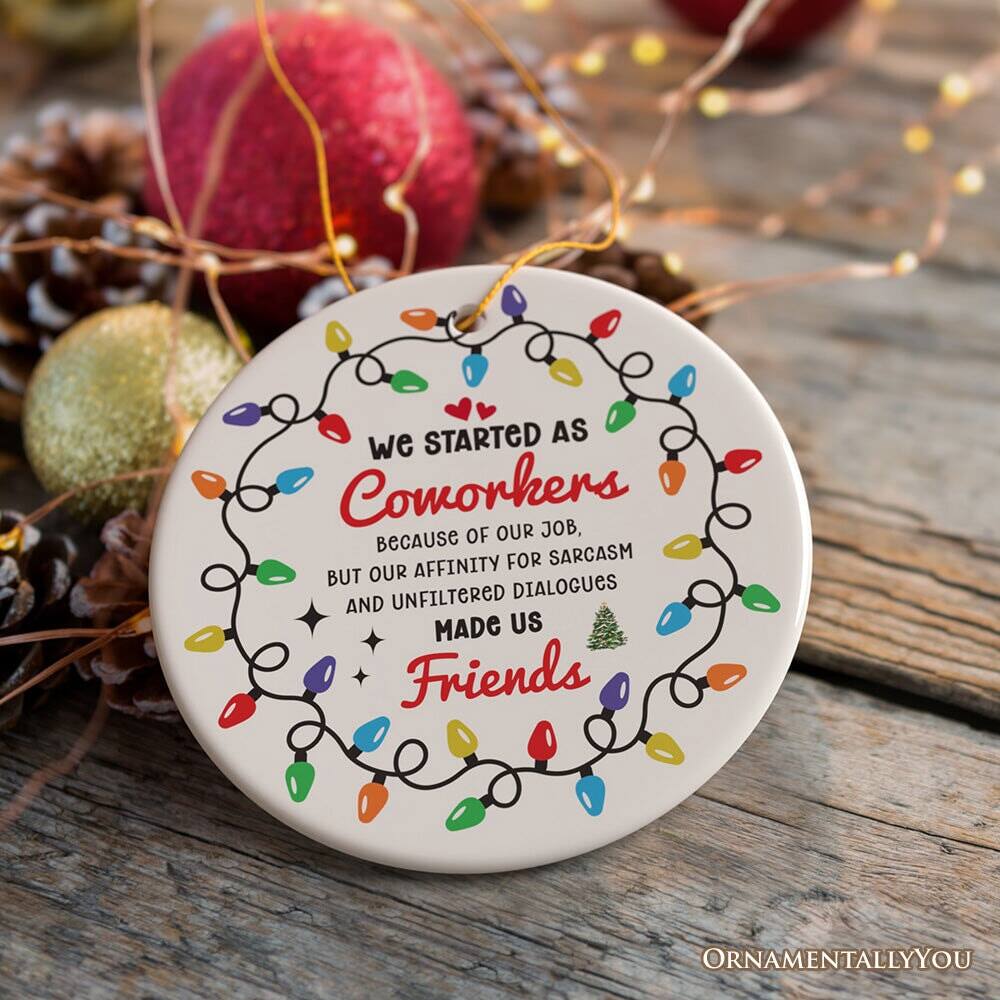 WE STARTED AS
Coworkers
BECAUSE OF OUR JOB,
BUT OUR AFFINITY FOR SARCASM
AND UNFILTERED DIALOGUES
MADE US
Friends
ORNAMENTALLYYOU